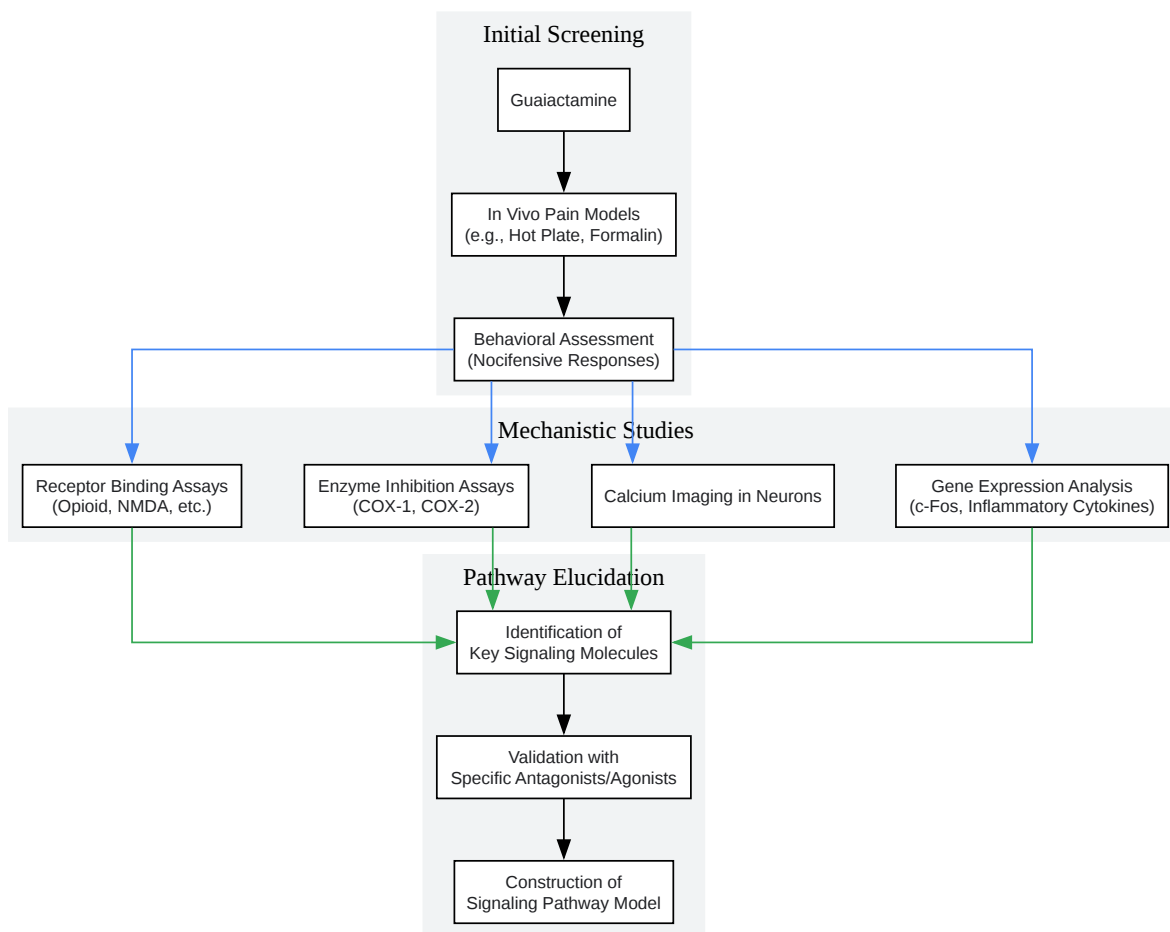 Initial Screening
Guaiactamine
In Vivo Pain Models
(e.g., Hot Plate, Formalin)
Behavioral Assessment
(Nocifensive Responses)
Mechanistic Studies
Receptor Binding Assays
(Opioid, NMDA, etc.)
Enzyme Inhibition Assays
(COX-1, COX-2)
Calcium Imaging in Neurons
Gene Expression Analysis
(c-Fos, Inflammatory Cytokines)
Pathway Elucidation
Identification of
Key Signaling Molecules
Validation with
Specific Antagonists/Agonists
Construction of
Signaling Pathway Model